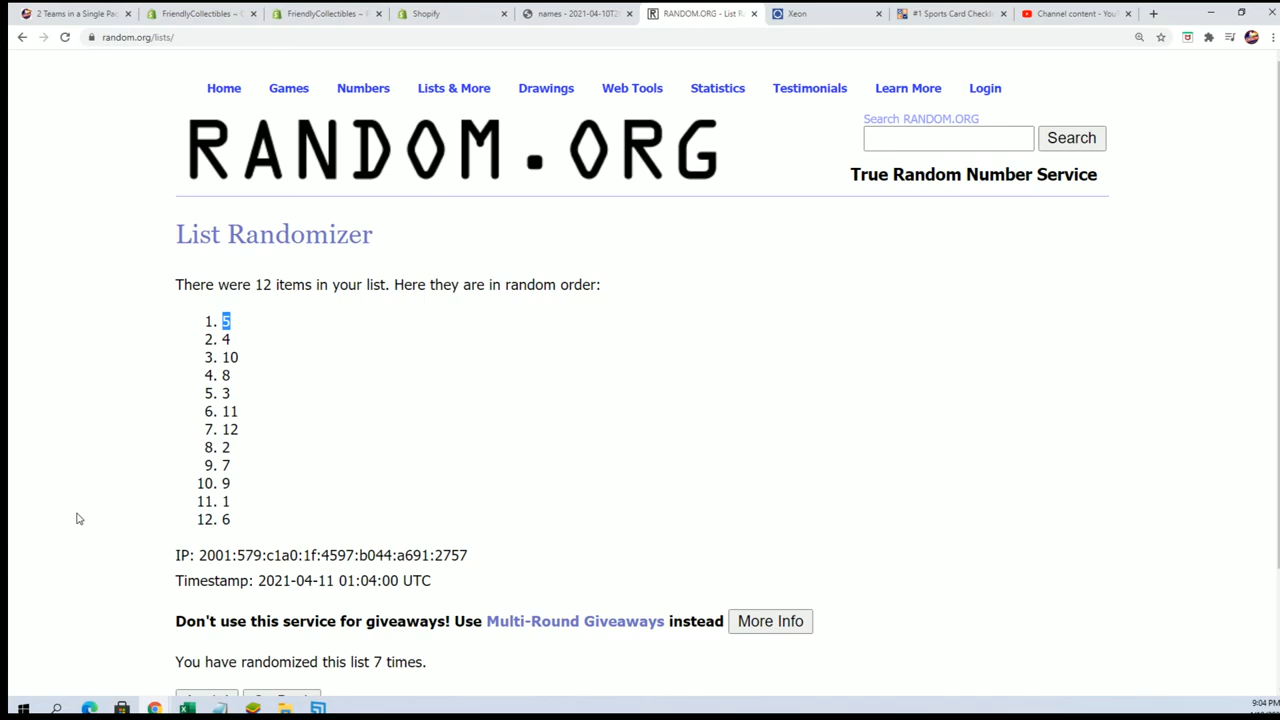 2 Teams in a Single Pac
FriendlyCollectibles ~ 
FriendlyCollectibles ~ 
Shopify
names - 2021-04-10T2
RANDOM.ORG - List R
Xeon
#1 Sports Card Checkl
Channel content - You
random.org/lists/
Home Games Numbers Lists & More Drawings Web Tools Statistics Testimonials Learn More Login
RANDOM.ORG
Search RANDOM.ORG
Search
True Random Number Service
List Randomizer
There were 12 items in your list. Here they are in random order:
1. 5
2. 4
3. 10
4. 8
5. 3
6. 11
7. 12
8. 2
9. 7
10. 9
11. 1
12. 6
IP: 2001:579:c1a0:1f:4597:b044:a691:2757
Timestamp: 2021-04-11 01:04:00 UTC
Don't use this service for giveaways! Use Multi-Round Giveaways instead More Info
You have randomized this list 7 times.
9:04 PM